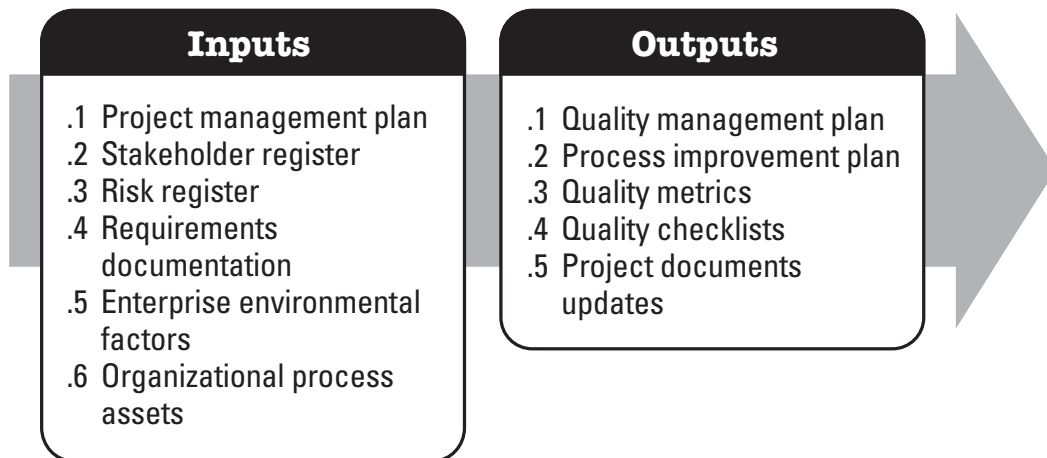 Inputs
.1 Project management plan
.2 Stakeholder register
.3 Risk register
.4 Requirements
documentation
.5 Enterprise environmental
factors
.6 Organizational process
assets
Outputs
.1 Quality management plan
.2 Process improvement plan
.3 Quality metrics
.4 Quality checklists
.5 Project documents
updates